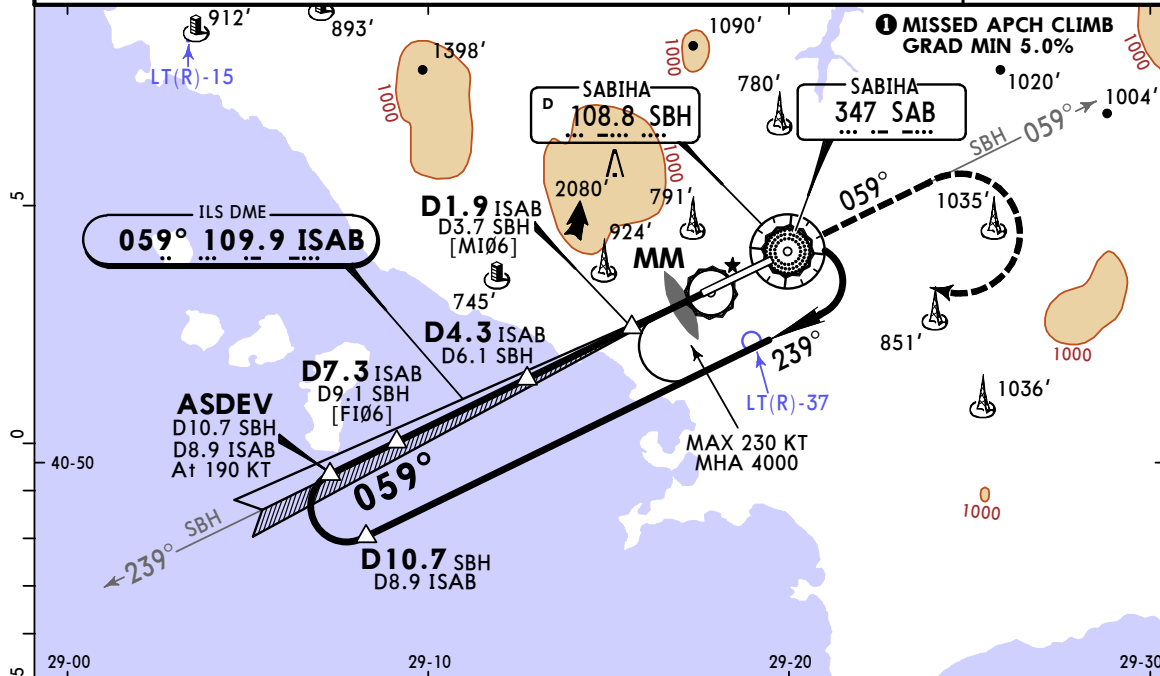 912'
893'
LT(R)-15
1398'
1000
1090'
1000
❶ MISSED APCH CLIMB
GRAD MIN 5.0%
1020'
1004'
1000
780'
SABIHA
D 108.8 SBH
SABIHA
347 SAB
SBH 059°
1000
2080'
791'
924'
059°
1035'
5
D1.9 ISAB
D3.7 SBH
[MI06]
ILS DME
059° 109.9 ISAB
MM
745'
851'
1000
D4.3 ISAB
D6.1 SBH
239°
D7.3 ISAB
D9.1 SBH
[FI06]
LT(R)-37
1036'
ASDEV
D10.7 SBH
D8.9 ISAB
At 190 KT
0
40-50
MAX 230 KT
MHA 4000
059°
1000
239° SBH
D10.7 SBH
D8.9 ISAB
5
29-00
29-10
29-20
29-30